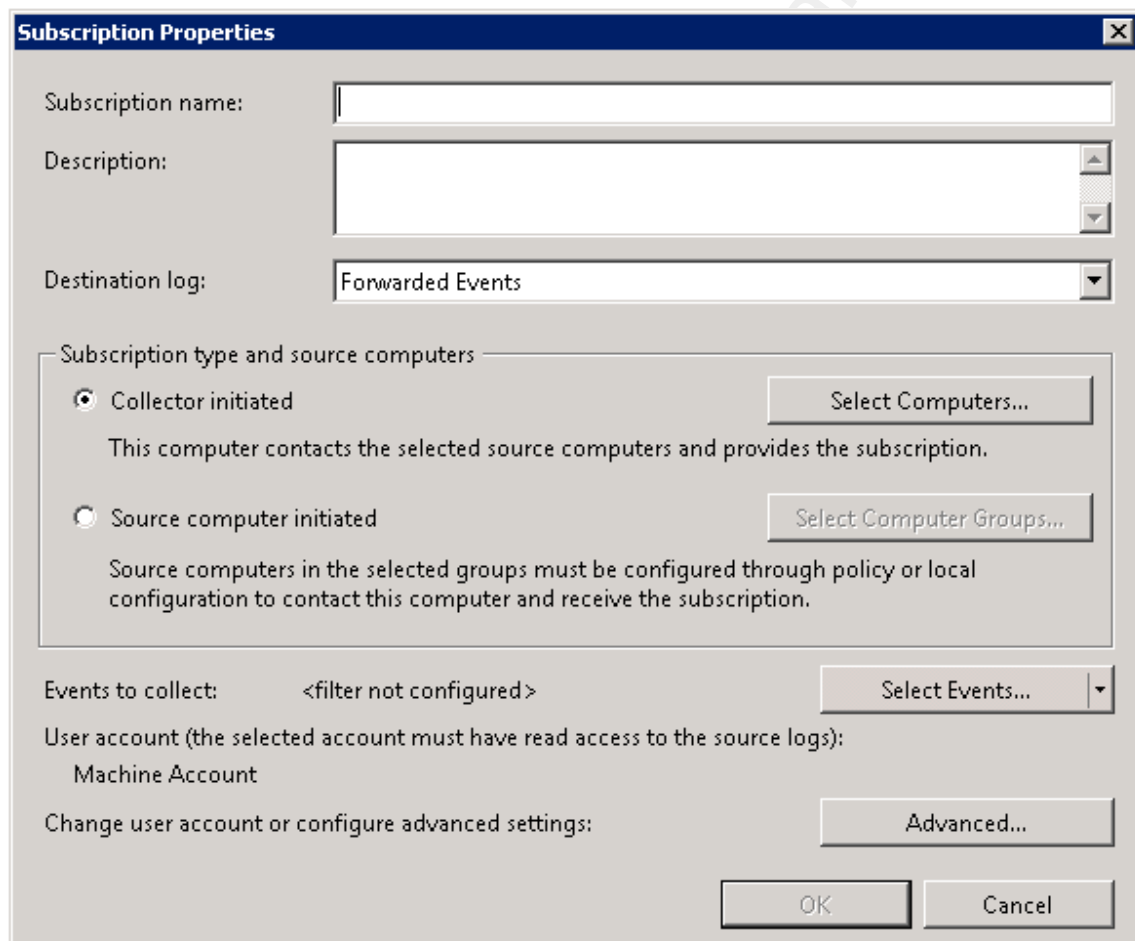 Subscription Properties
Subscription name:
Description:
Destination log:
Forwarded Events
Subscription type and source computers
Collector initiated
Select Computers...
This computer contacts the selected source computers and provides the subscription.
Source computer initiated
Select Computer Groups...
Source computers in the selected groups must be configured through policy or local
configuration to contact this computer and receive the subscription.
Events to collect:
<filter not configured>
Select Events...
User account (the selected account must have read access to the source logs):
Machine Account
Change user account or configure advanced settings:
Advanced...
OK
Cancel